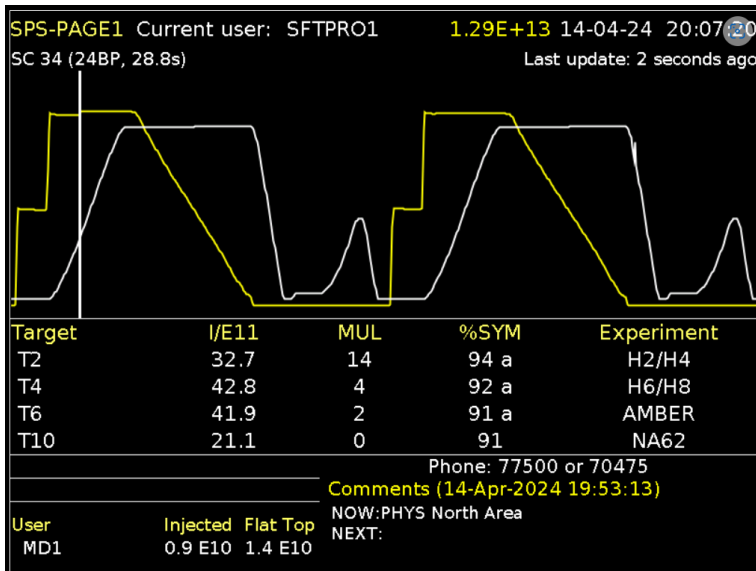 SPS-PAGE1 Current user: SFTPRO1 1.29E+13 14-04-24 20:07:20
SC 34 (24BP, 28.8s) Last update: 2 seconds ago
Target I/E11 MUL %SYM Experiment
T2 32.7 14 94 a H2/H4
T4 42.8 4 92 a H6/H8
T6 41.9 2 91 a AMBER
T10 21.1 0 91 NA62
Phone: 77500 or 70475
Comments (14-Apr-2024 19:53:13)
NOW:PHYS North Area
NEXT:
User Injected Flat Top
MD1 0.9 E10 1.4 E10